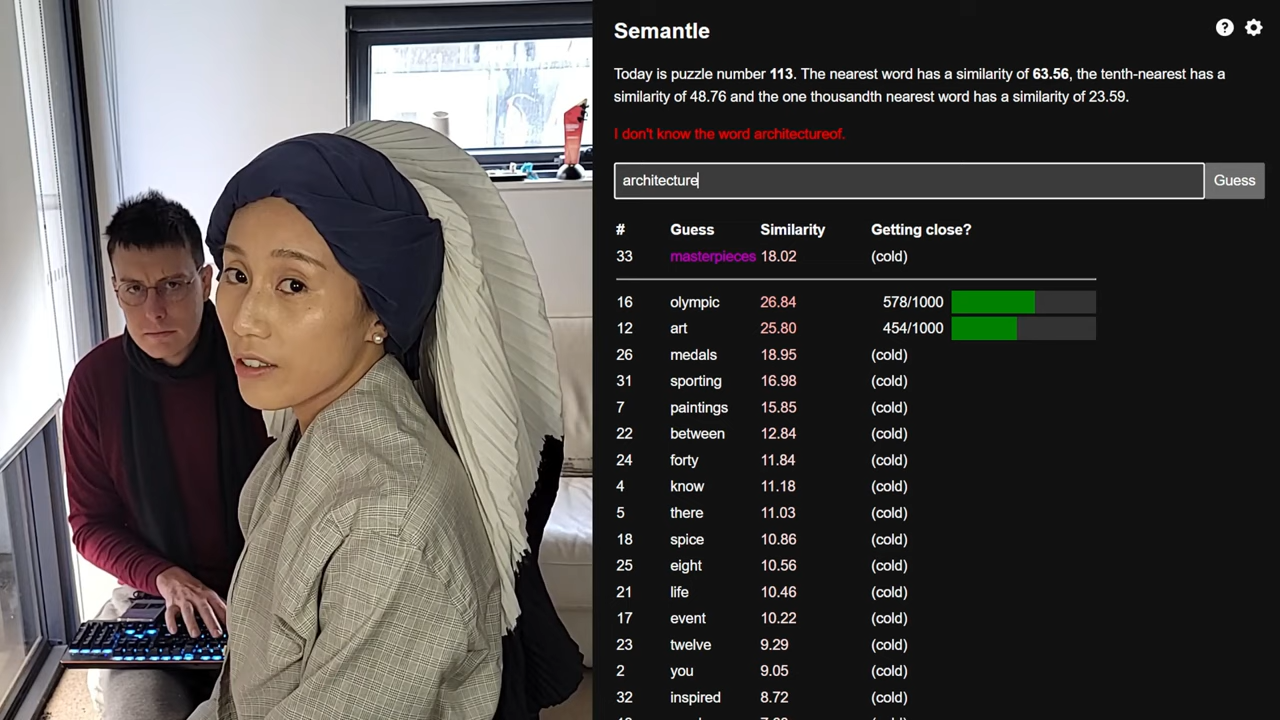 Semantle
Today is puzzle number 113. The nearest word has a similarity of 63.56, the tenth-nearest has a
similarity of 48.76 and the one thousandth nearest word has a similarity of 23.59.
I don't know the word architectureof.
architecture Guess
# Guess Similarity Getting close?
33 masterpieces 18.02 (cold)
16 olympic 26.84 578/1000
12 art 25.80 454/1000
26 medals 18.95 (cold)
31 sporting 16.98 (cold)
7 paintings 15.85 (cold)
22 between 12.84 (cold)
24 forty 11.84 (cold)
4 know 11.18 (cold)
5 there 11.03 (cold)
18 spice 10.86 (cold)
25 eight 10.56 (cold)
21 life 10.46 (cold)
17 event 10.22 (cold)
23 twelve 9.29 (cold)
2 you 9.05 (cold)
32 inspired 8.72 (cold)